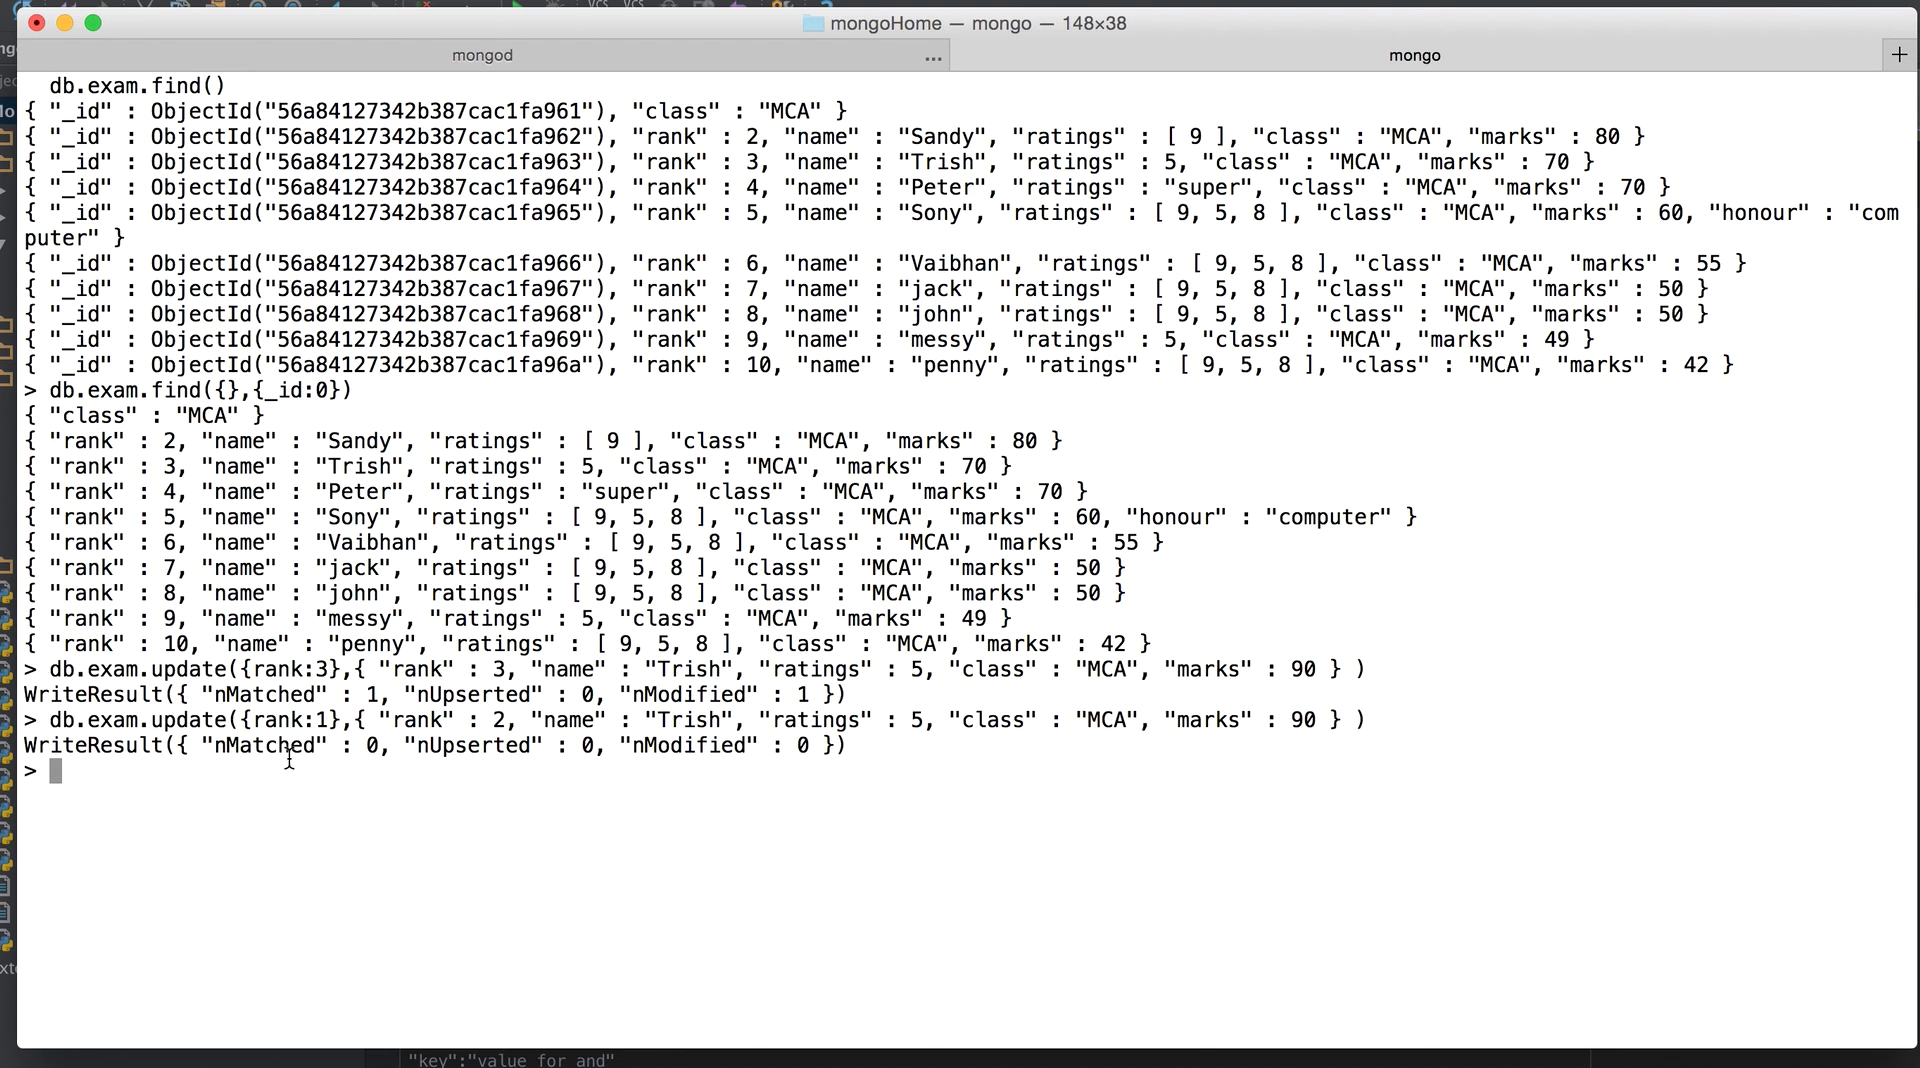 mongoHome — mongo — 148×38
mongod
...
mongo
+
db.exam.find()
{ "_id" : ObjectId("56a84127342b387cac1fa961"), "class" : "MCA" }
{ "_id" : ObjectId("56a84127342b387cac1fa962"), "rank" : 2, "name" : "Sandy", "ratings" : [ 9 ], "class" : "MCA", "marks" : 80 }
{ "_id" : ObjectId("56a84127342b387cac1fa963"), "rank" : 3, "name" : "Trish", "ratings" : 5, "class" : "MCA", "marks" : 70 }
{ "_id" : ObjectId("56a84127342b387cac1fa964"), "rank" : 4, "name" : "Peter", "ratings" : "super", "class" : "MCA", "marks" : 70 }
{ "_id" : ObjectId("56a84127342b387cac1fa965"), "rank" : 5, "name" : "Sony", "ratings" : [ 9, 5, 8 ], "class" : "MCA", "marks" : 60, "honour" : "com
puter" }
{ "_id" : ObjectId("56a84127342b387cac1fa966"), "rank" : 6, "name" : "Vaibhan", "ratings" : [ 9, 5, 8 ], "class" : "MCA", "marks" : 55 }
{ "_id" : ObjectId("56a84127342b387cac1fa967"), "rank" : 7, "name" : "jack", "ratings" : [ 9, 5, 8 ], "class" : "MCA", "marks" : 50 }
{ "_id" : ObjectId("56a84127342b387cac1fa968"), "rank" : 8, "name" : "john", "ratings" : [ 9, 5, 8 ], "class" : "MCA", "marks" : 50 }
{ "_id" : ObjectId("56a84127342b387cac1fa969"), "rank" : 9, "name" : "messy", "ratings" : 5, "class" : "MCA", "marks" : 49 }
{ "_id" : ObjectId("56a84127342b387cac1fa96a"), "rank" : 10, "name" : "penny", "ratings" : [ 9, 5, 8 ], "class" : "MCA", "marks" : 42 }
> db.exam.find({},{_id:0})
{ "class" : "MCA" }
{ "rank" : 2, "name" : "Sandy", "ratings" : [ 9 ], "class" : "MCA", "marks" : 80 }
{ "rank" : 3, "name" : "Trish", "ratings" : 5, "class" : "MCA", "marks" : 70 }
{ "rank" : 4, "name" : "Peter", "ratings" : "super", "class" : "MCA", "marks" : 70 }
{ "rank" : 5, "name" : "Sony", "ratings" : [ 9, 5, 8 ], "class" : "MCA", "marks" : 60, "honour" : "computer" }
{ "rank" : 6, "name" : "Vaibhan", "ratings" : [ 9, 5, 8 ], "class" : "MCA", "marks" : 55 }
{ "rank" : 7, "name" : "jack", "ratings" : [ 9, 5, 8 ], "class" : "MCA", "marks" : 50 }
{ "rank" : 8, "name" : "john", "ratings" : [ 9, 5, 8 ], "class" : "MCA", "marks" : 50 }
{ "rank" : 9, "name" : "messy", "ratings" : 5, "class" : "MCA", "marks" : 49 }
{ "rank" : 10, "name" : "penny", "ratings" : [ 9, 5, 8 ], "class" : "MCA", "marks" : 42 }
> db.exam.update({rank:3},{ "rank" : 3, "name" : "Trish", "ratings" : 5, "class" : "MCA", "marks" : 90 } )
WriteResult({ "nMatched" : 1, "nUpserted" : 0, "nModified" : 1 })
> db.exam.update({rank:1},{ "rank" : 2, "name" : "Trish", "ratings" : 5, "class" : "MCA", "marks" : 90 } )
WriteResult({ "nMatched" : 0, "nUpserted" : 0, "nModified" : 0 })
>
"key":"value for and"